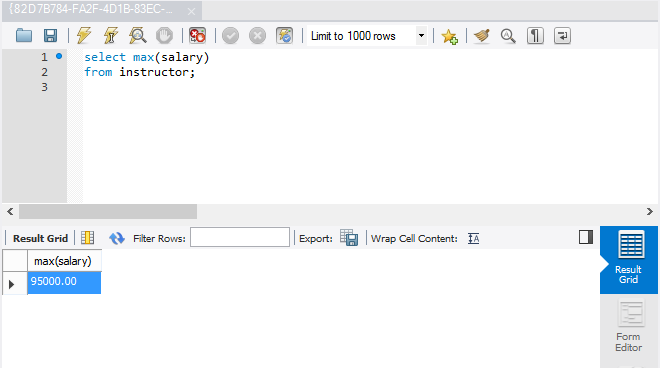 {82D7B784-FA2F-4D1B-83EC-...
Limit to 1000 rows
1 select max(salary)
2 from instructor;
3
Result Grid Filter Rows: Export: Wrap Cell Content:
max(salary)
95000.00
Result
Grid
Form
Editor